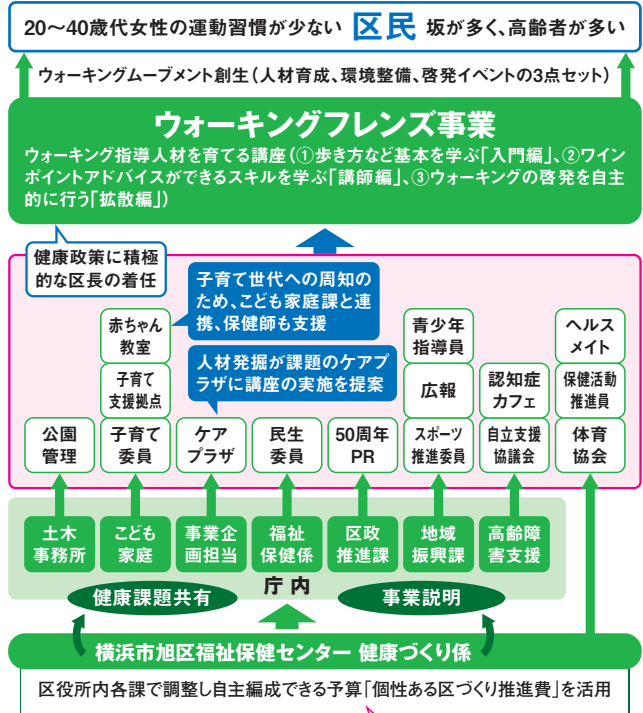 20〜40歳代女性の運動習慣が少ない 区民 坂が多く、高齢者が多い
ウォーキングムーブメント創生（人材育成、環境整備、啓発イベントの3点セット）
ウォーキングフレンズ事業
ウォーキング指導人材を育てる講座（①歩き方など基本を学ぶ「入門編」、②ワイン
ポイントアドバイスができるスキルを学ぶ「講師編」、③ウォーキングの啓発を自主
的に行う「拡散編」）
健康政策に積極
的な区長の着任
子育て世代への周知の
ため、こども家庭課と連
携、保健師も支援
人材発掘が課題のケアプ
ラザに講座の実施を提案
赤ちゃん
教室
子育て
支援拠点
青少年
指導員
広報
認知症
カフェ
ヘルス
メイト
保健活動
推進員
公園
管理
子育て
委員
ケア
プラザ
民生
委員
50周年
PR
スポーツ
推進委員
自立支援
協議会
体育
協会
土木
事務所
こども
家庭
事業企
画担当
福祉
保健係
区政
推進課
地域
振興課
高齢障
害支援
庁内
健康課題共有
事業説明
横浜市旭区福祉保健センター 健康づくり係
区役所内各課で調整し自主編成できる予算「個性ある区づくり推進費」を活用